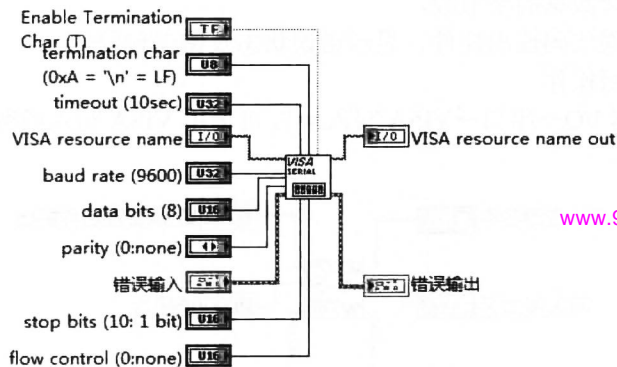 Enable Termination
Char (T)
TF
termination char
(0xA = '\n' = LF)
U8
timeout (10sec)
U32
VISA resource name
I/O
I/O
VISA resource name out
VISA
SERIAL
baud rate (9600)
U32
data bits (8)
U16
www.9
parity (0:none)
错误输入
错误输出
stop bits (10: 1 bit)
U16
flow control (0:none)
U16